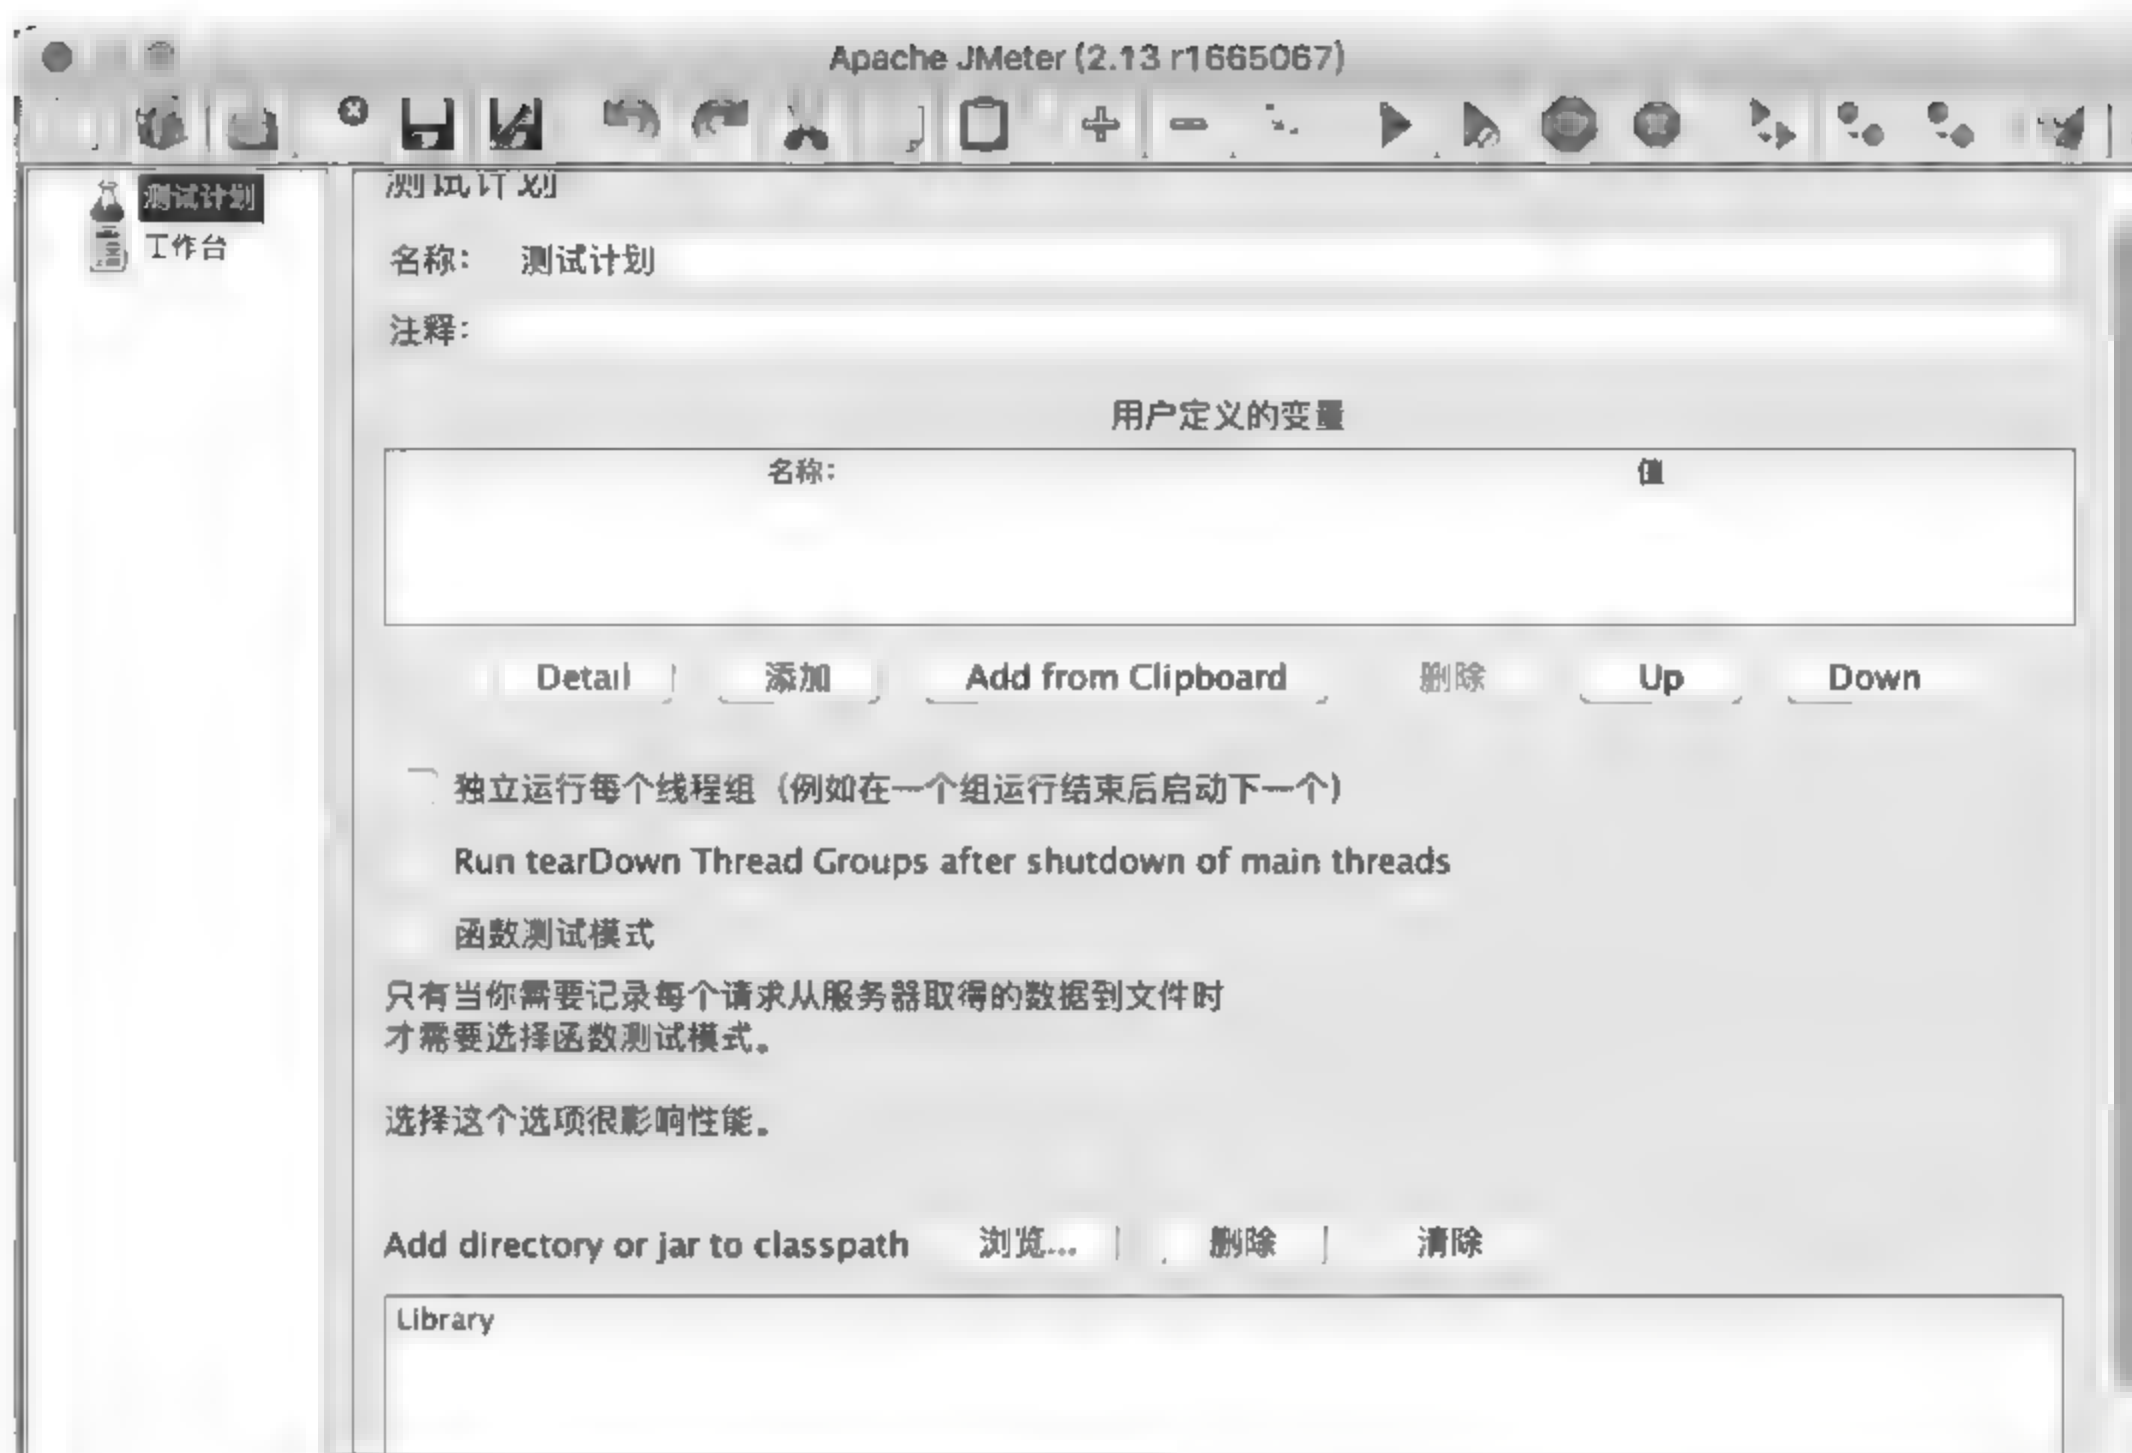 Apache JMeter (2.13 r1665067)
测试计划
工作台
测试计划
名称： 测试计划
注释：
用户定义的变量
名称： 值
Detail 添加 Add from Clipboard 删除 Up Down
独立运行每个线程组（例如在一个组运行结束后启动下一个）
Run tearDown Thread Groups after shutdown of main threads
函数测试模式
只有当你需要记录每个请求从服务器取得的数据到文件时
才需要选择函数测试模式。
选择这个选项很影响性能。
Add directory or jar to classpath 浏览... 删除 清除
Library